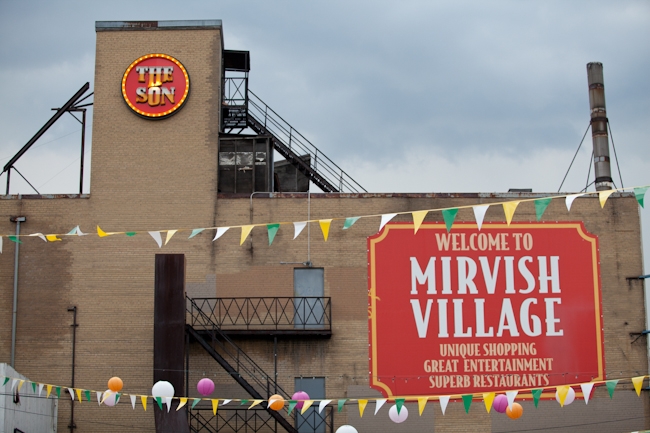 THE
SON
WELCOME TO
MIRVISH
VILLAGE
UNIQUE SHOPPING
GREAT ENTERTAINMENT
SUPERB RESTAURANTS